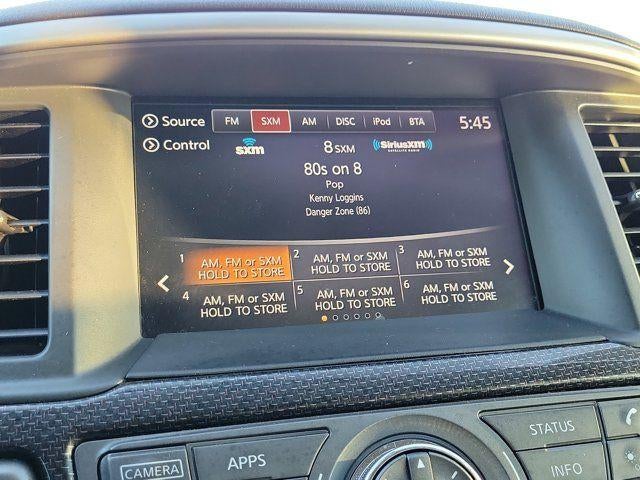 Source FM SXM AM DISC iPod BTA 5:45
Control sxm 8 SXM SiriusXM
SATELLITE RADIO
80s on 8
Pop
Kenny Loggins
Danger Zone (86)
1 AM, FM or SXM 2 AM, FM or SXM 3 AM, FM or SXM
HOLD TO STORE HOLD TO STORE HOLD TO STORE
4 AM, FM or SXM 5 AM, FM or SXM 6 AM, FM or SXM
HOLD TO STORE HOLD TO STORE HOLD TO STORE
CAMERA APPS STATUS
INFO